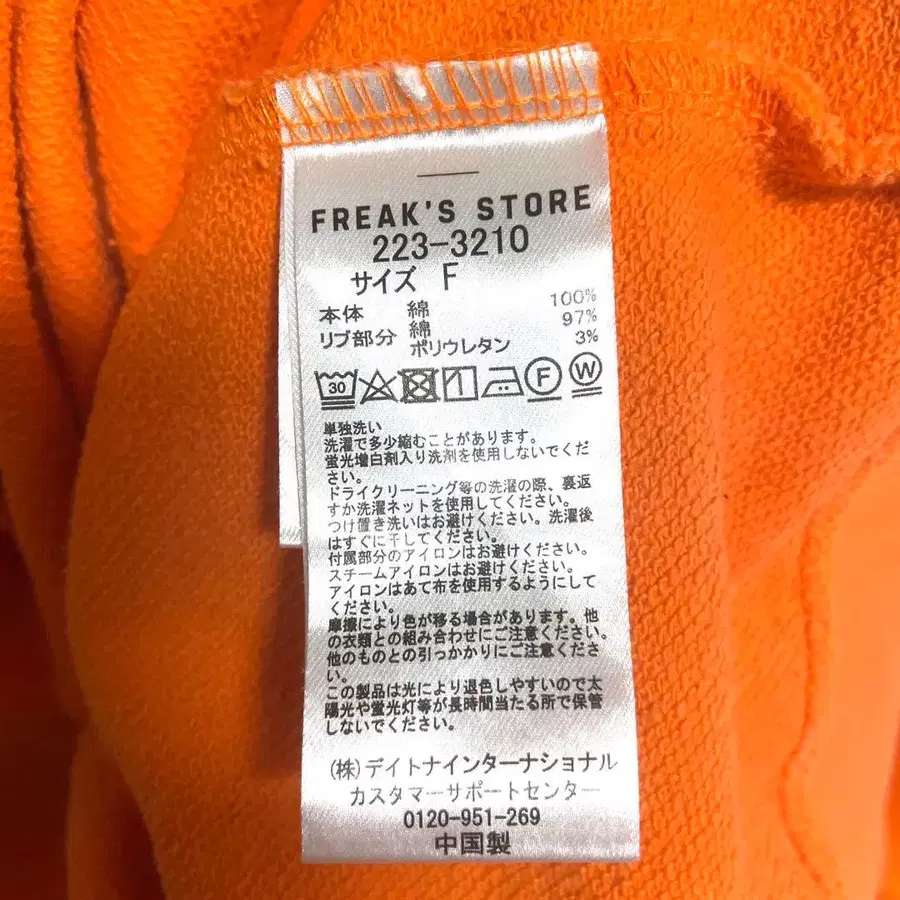 FREAK'S STORE
223-3210
サイズ F
本体 綿 100%
リブ部分 綿 97%
ポリウレタン 3%
30 F W
単独洗い
洗濯で多少縮むことがあります。
蛍光増白剤入り洗剤を使用しないでくだ
さい。
ドライクリーニング等の洗濯の際、裏返
すか洗濯ネットを使用してください。
つけ置き洗いはお避けください。洗濯後
はすぐに干してください。
付属部分のアイロンはお避けください。
スチームアイロンはお避けください。
アイロンはあて布を使用するようにして
ください。
摩擦により色が移る場合があります。他
の衣類との組み合わせにご注意ください。
他のものとの引っかかりにご注意くださ
い。
この製品は光により退色しやすいので太
陽光や蛍光灯等が長時間当たる所で保管
しないでください。
(株)デイトナインターナショナル
カスタマーサポートセンター
0120-951-269
中国製